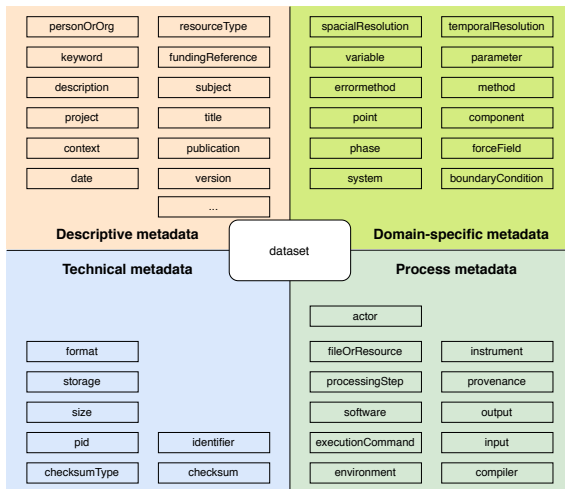 personOrOrg
resourceType
keyword
fundingReference
description
subject
project
title
context
publication
date
version
...
Descriptive metadata
spacialResolution
temporalResolution
variable
parameter
errormethod
method
point
component
phase
forceField
system
boundaryCondition
Domain-specific metadata
dataset
Technical metadata
format
storage
size
pid
identifier
checksumType
checksum
Process metadata
actor
fileOrResource
instrument
processingStep
provenance
software
output
executionCommand
input
environment
compiler